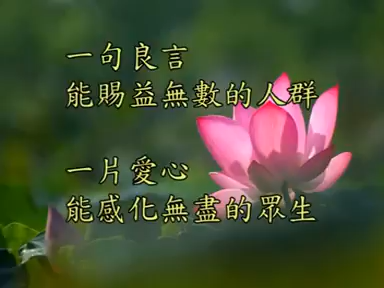 一句良言
能賜益無數的人群
一片愛心
能感化無盡的眾生